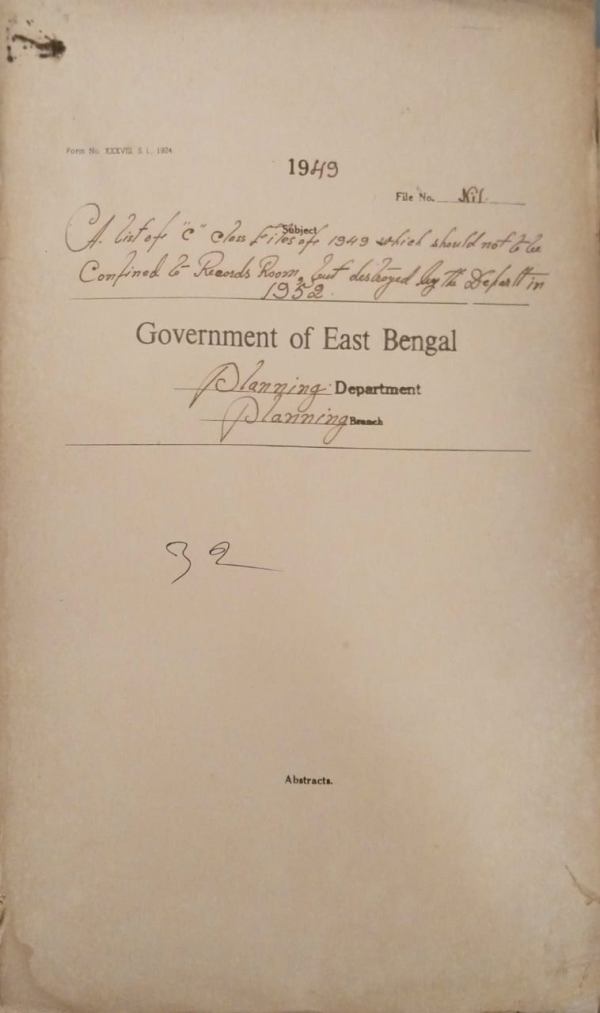 Form No. XXXVIII, S. L., 1924
1949
File No. Nil
Subject
A list of "C" Class Files of 1949 which should not to be
Confined to Records Room, but destroyed by the Depart in
1952
Government of East Bengal
Planning Department
Planning Branch
32
Abstracts.